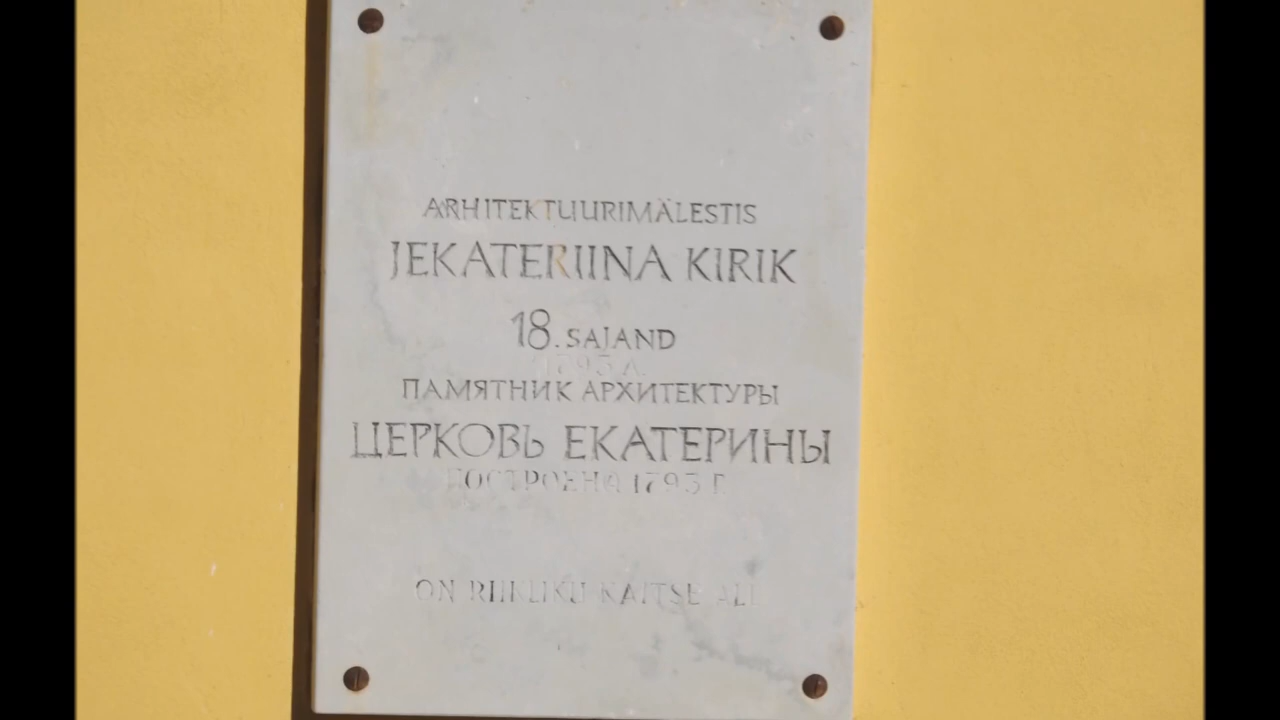 ARHITEKTUURIMÄLESTIS
JEKATERIINA KIRIK
18. SAJAND
1793 A.
ПАМЯТНИК АРХИТЕКТУРЫ
ЦЕРКОВЬ ЕКАТЕРИНЫ
ПОСТРОЕНА 1793 Г.
ON RIIKLIKU KAITSE ALL